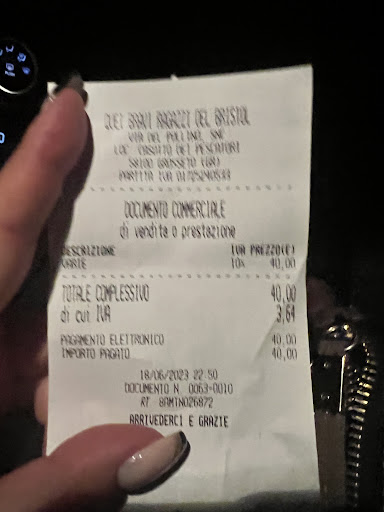 QUEI BRAVI RAGAZZI DEL BRISTOL
VIA DEL POLLINO, SNC
LOC. CASOTTO DEI PESCATORI
58100 GROSSETO (GR)
PARTITA IVA 01725240533
DOCUMENTO COMMERCIALE
di vendita o prestazione
DESCRIZIONE IVA PREZZO(€)
VARIE 10% 40,00
TOTALE COMPLESSIVO 40,00
di cui IVA 3,64
PAGAMENTO ELETTRONICO 40,00
IMPORTO PAGATO 40,00
18/06/2023 22:50
DOCUMENTO N. 0063-0010
RT 8AMTN026872
ARRIVEDERCI E GRAZIE